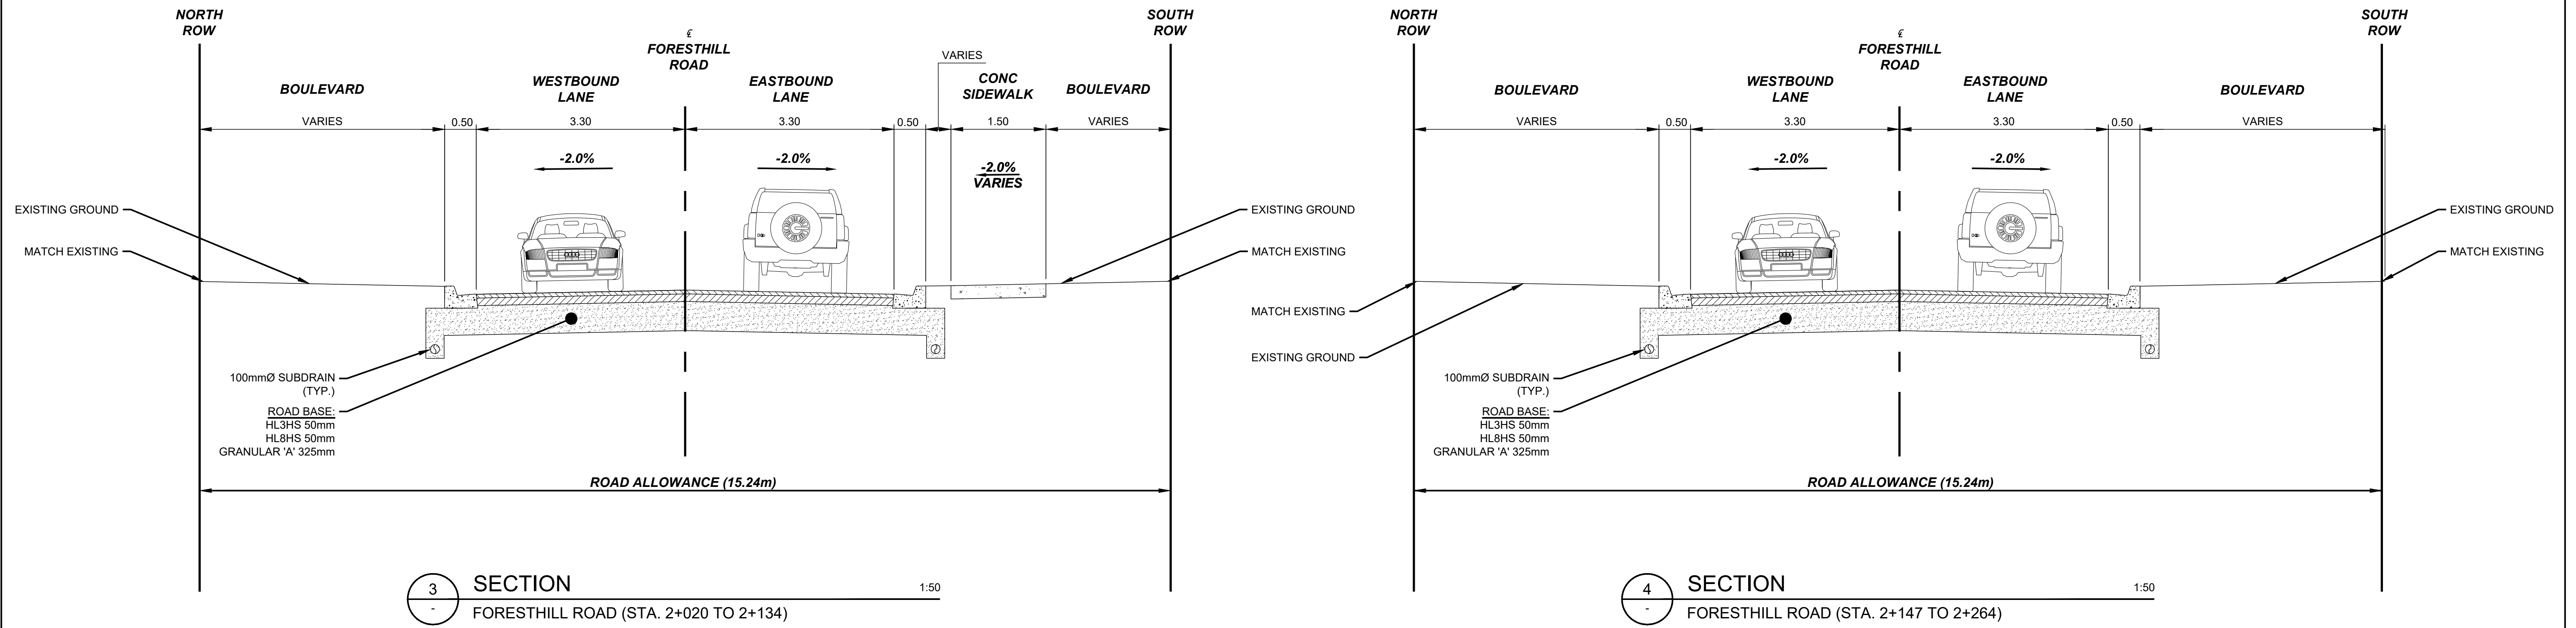 NORTH
ROW
SOUTH
ROW
℄
FORESTHILL
ROAD
BOULEVARD
WESTBOUND
LANE
EASTBOUND
LANE
VARIES
CONC
SIDEWALK
BOULEVARD
VARIES
0.50
3.30
3.30
0.50
1.50
VARIES
-2.0%
-2.0%
-2.0%
VARIES
EXISTING GROUND
MATCH EXISTING
EXISTING GROUND
MATCH EXISTING
100mmØ SUBDRAIN
(TYP.)
ROAD BASE:
HL3HS 50mm
HL8HS 50mm
GRANULAR 'A' 325mm
ROAD ALLOWANCE (15.24m)
3
-
SECTION
1:50
FORESTHILL ROAD (STA. 2+020 TO 2+134)
NORTH
ROW
SOUTH
ROW
℄
FORESTHILL
ROAD
BOULEVARD
WESTBOUND
LANE
EASTBOUND
LANE
BOULEVARD
VARIES
0.50
3.30
3.30
0.50
VARIES
-2.0%
-2.0%
EXISTING GROUND
MATCH EXISTING
MATCH EXISTING
EXISTING GROUND
100mmØ SUBDRAIN
(TYP.)
ROAD BASE:
HL3HS 50mm
HL8HS 50mm
GRANULAR 'A' 325mm
ROAD ALLOWANCE (15.24m)
4
-
SECTION
1:50
FORESTHILL ROAD (STA. 2+147 TO 2+264)